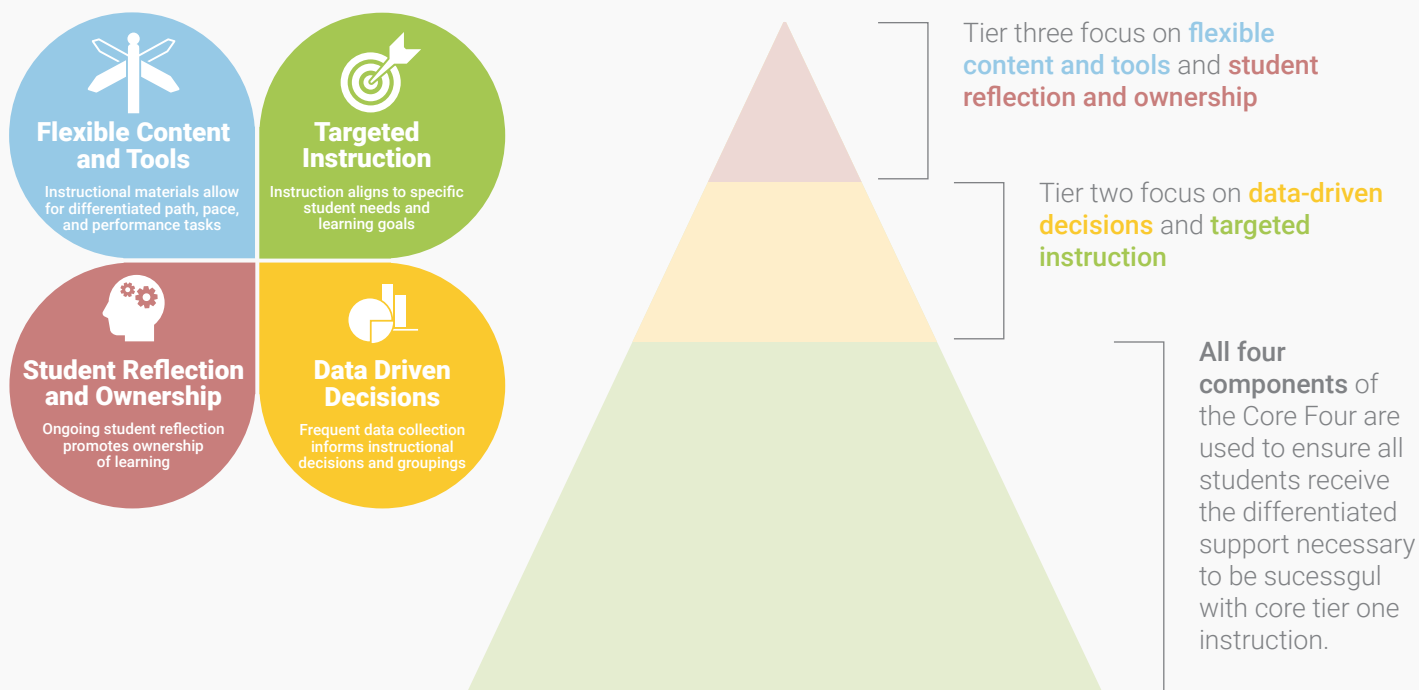 Flexible Content
and Tools
Instructional materials allow
for differentiated path, pace,
and performance tasks
Targeted
Instruction
Instruction aligns to specific
student needs and
learning goals
Student Reflection
and Ownership
Ongoing student reflection
promotes ownership
of learning
Data Driven
Decisions
Frequent data collection
informs instructional
decisions and groupings
Tier three focus on flexible
content and tools and student
reflection and ownership
Tier two focus on data-driven
decisions and targeted
instruction
All four
components of
the Core Four are
used to ensure all
students receive
the differentiated
support necessary
to be sucessgul
with core tier one
instruction.